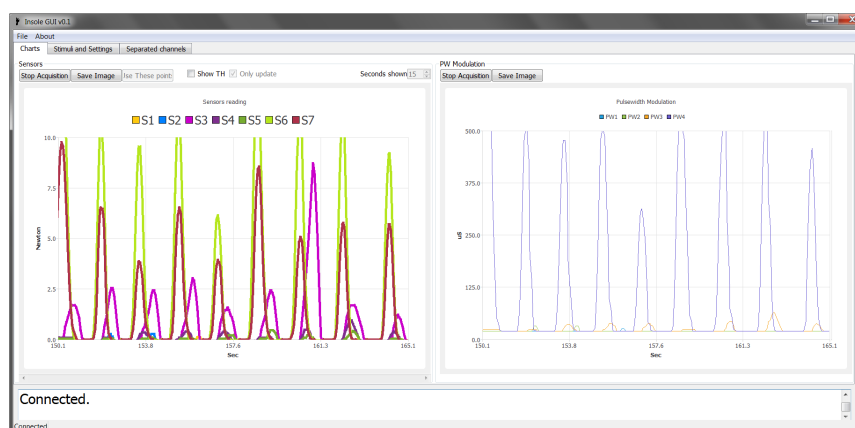 Insole GUI v0.1
File About
Charts Stimuli and Settings Separated channels
Sensors
Stop Acquisition Save Image Ise These point: Show TH Only update Seconds shown 15
Sensors reading
S1 S2 S3 S4 S5 S6 S7
10.0
7.5
5.0
2.5
0.0
Newton
150.1 153.8 157.6 161.3 165.1
Sec
PW Modulation
Stop Acquisition Save Image
Pulsewidth Modulation
PW1 PW2 PW3 PW4
500.0
375.0
250.0
125.0
0.0
uS
150.1 153.8 157.6 161.3 165.1
Sec
Connected.
Connected